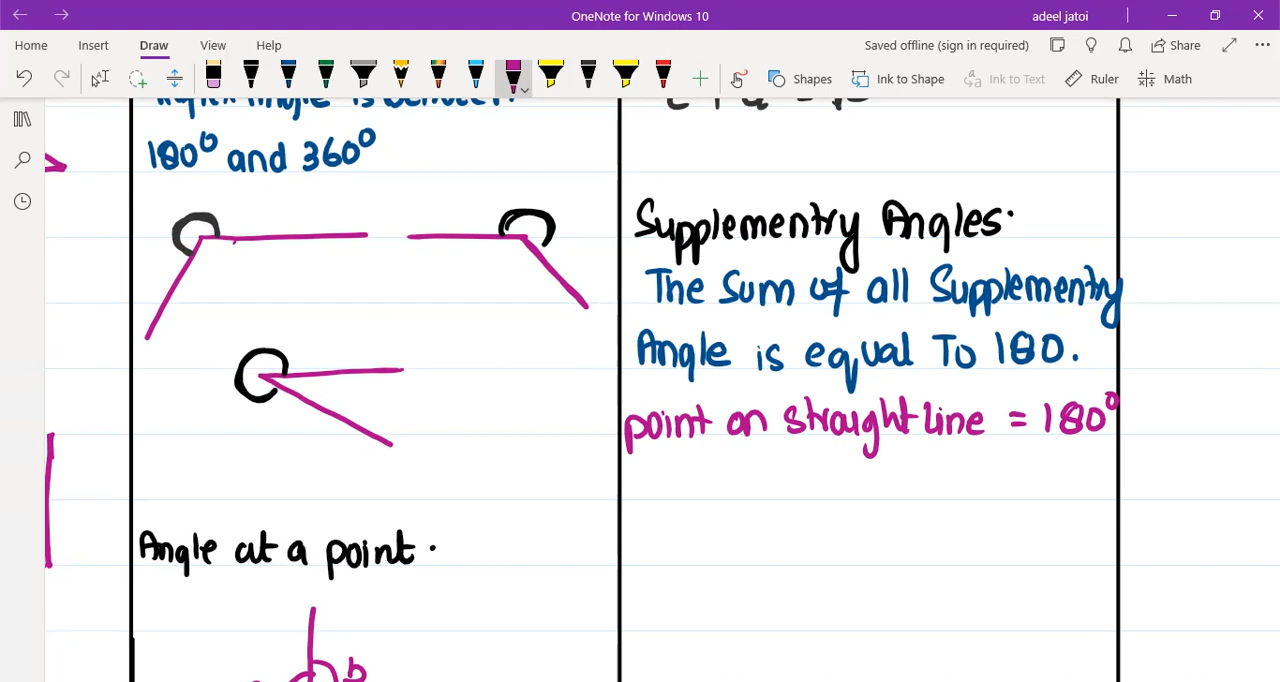 OneNote for Windows 10
adeel jatoi
Home Insert Draw View Help
Saved offline (sign in required)
Share
Shapes
Ink to Shape
Ink to Text
Ruler
Math
Angle is
180° and 360°
Angle at a point.
b
Supplementry Angles.
The Sum of all Supplementry
Angle is equal To 180.
point on straight line = 180°